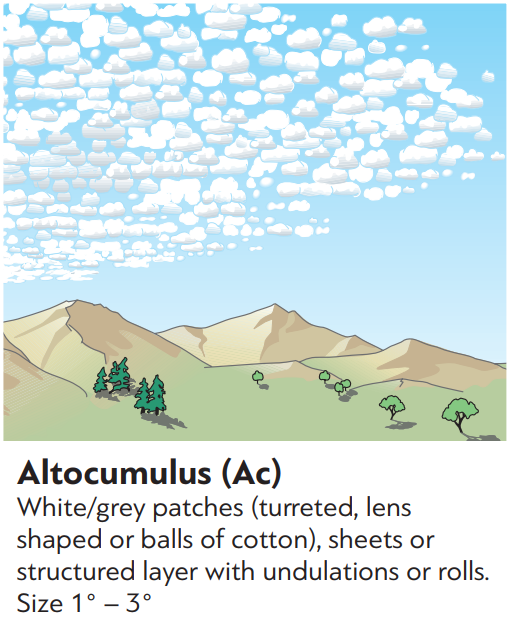 Altocumulus (Ac)
White/grey patches (turreted, lens
shaped or balls of cotton), sheets or
structured layer with undulations or rolls.
Size 1° – 3°